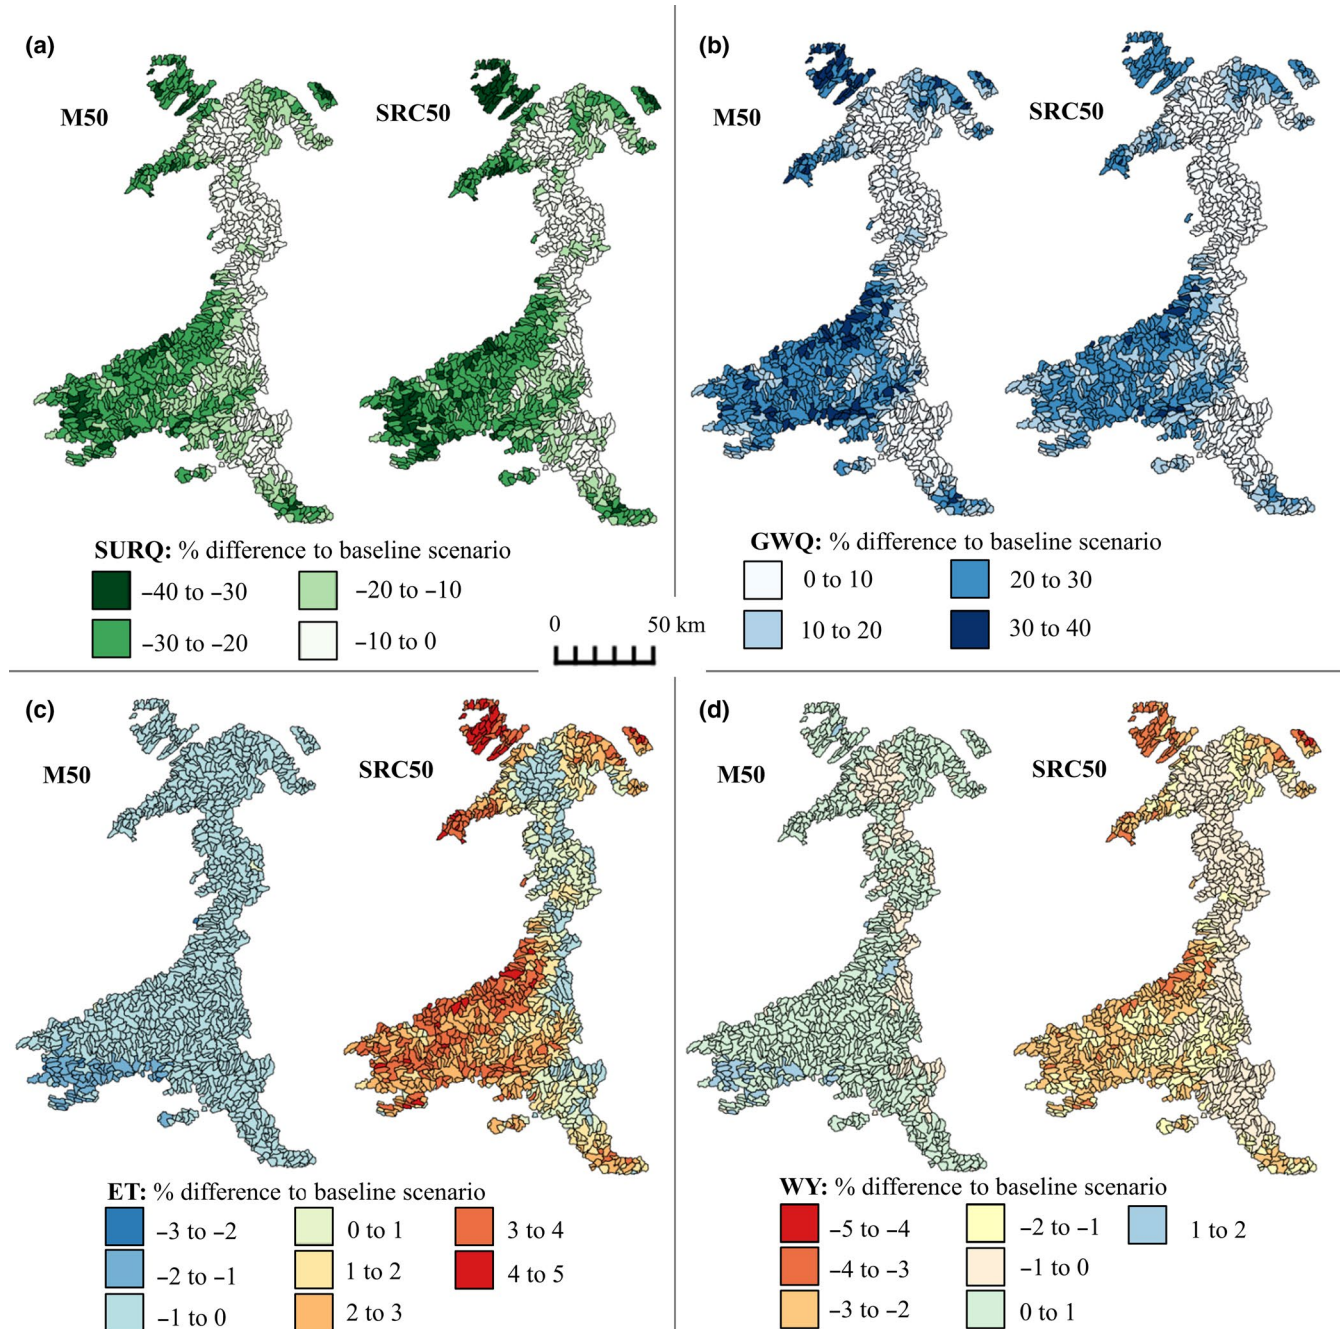 (a)
M50
SRC50
SURQ: % difference to baseline scenario
−40 to −30
−20 to −10
−30 to −20
−10 to 0
(b)
M50
SRC50
GWQ: % difference to baseline scenario
0 to 10
20 to 30
10 to 20
30 to 40
0 50 km
(c)
M50
SRC50
ET: % difference to baseline scenario
−3 to −2
0 to 1
3 to 4
−2 to −1
1 to 2
4 to 5
−1 to 0
2 to 3
(d)
M50
SRC50
WY: % difference to baseline scenario
−5 to −4
−2 to −1
1 to 2
−4 to −3
−1 to 0
−3 to −2
0 to 1